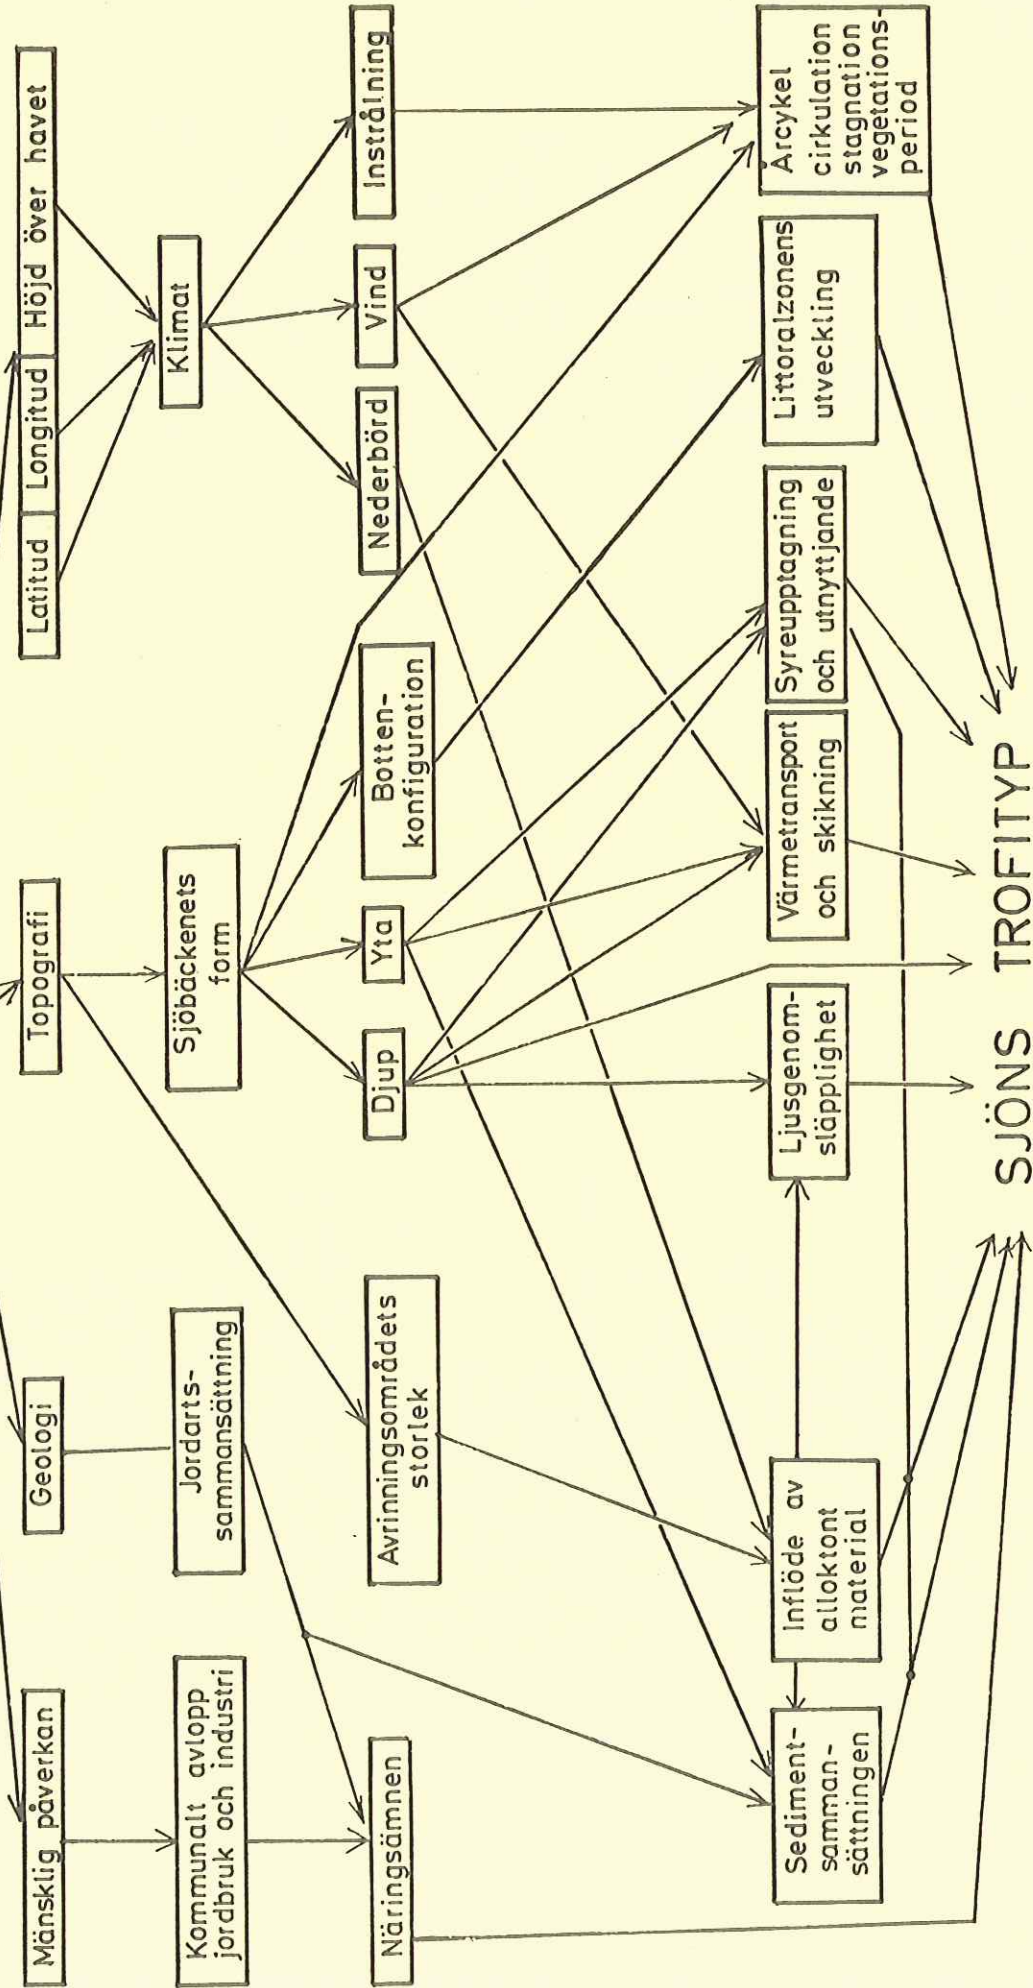 Mänsklig påverkan
Geologi
Topografi
Latitud
Longitud
Höjd över havet
Kommunalt avlopp
jordbruk och industri
Jordarts-
sammansättning
Sjöbäckenets
form
Klimat
Näringsämnen
Avrinningsområdets
storlek
Djup
Yta
Botten-
konfiguration
Nederbörd
Vind
Instrålning
Sediment-
samman-
sättningen
Inflöde av
alloktont
material
Ljusgenom-
släpplighet
Värmetransport
och skikning
Syreupptagning
och utnyttjande
Littoralzonens
utveckling
Årcykel
cirkulation
stagnation
vegetations-
period
SJÖNS TROFITYP